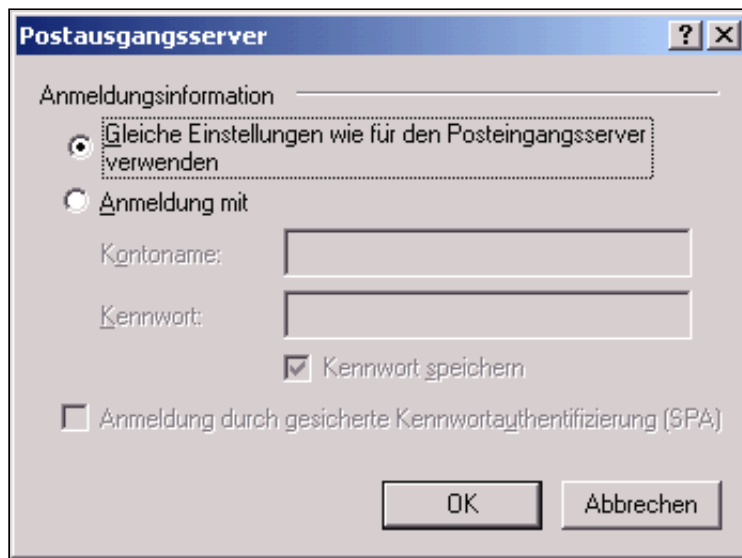 Postausgangsserver
Anmeldungsinformation
Gleiche Einstellungen wie für den Posteingangsserver
verwenden
Anmeldung mit
Kontoname:
Kennwort:
Kennwort speichern
Anmeldung durch gesicherte Kennwortauthentifizierung (SPA)
OK Abbrechen